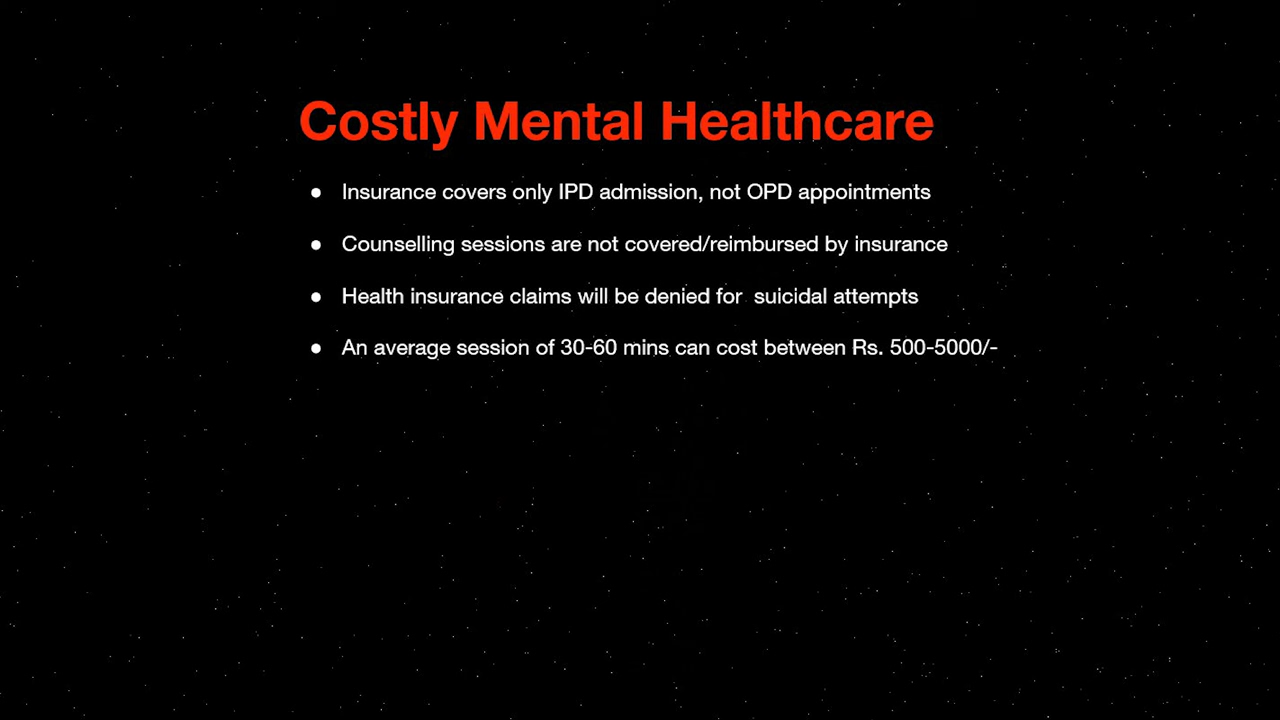 Costly Mental Healthcare
● Insurance covers only IPD admission, not OPD appointments
● Counselling sessions are not covered/reimbursed by insurance
● Health insurance claims will be denied for  suicidal attempts
● An average session of 30-60 mins can cost between Rs. 500-5000/-